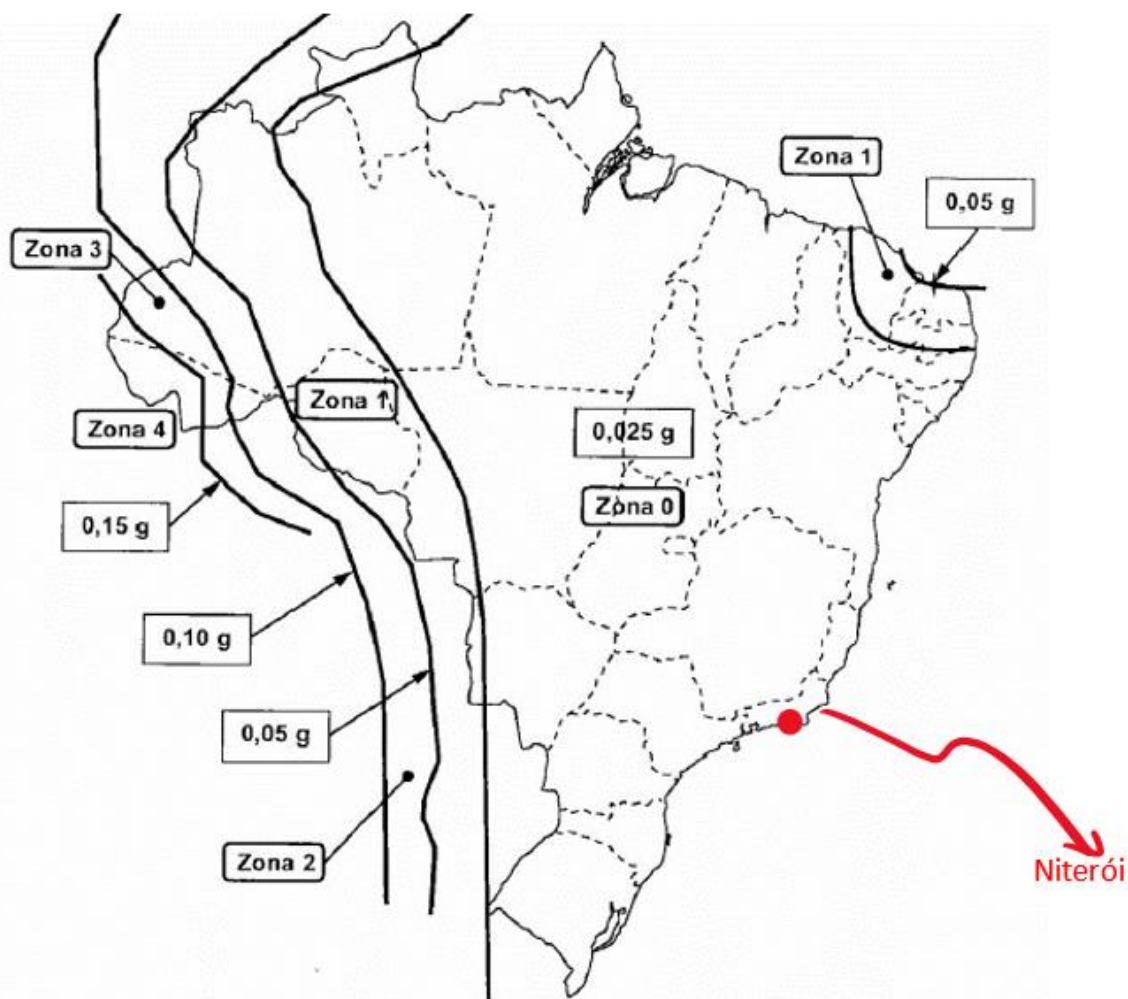 Zona 1
0,05 g
Zona 3
Zona 1
Zona 4
0,025 g
Zona 0
0,15 g
0,10 g
0,05 g
Zona 2
Niterói